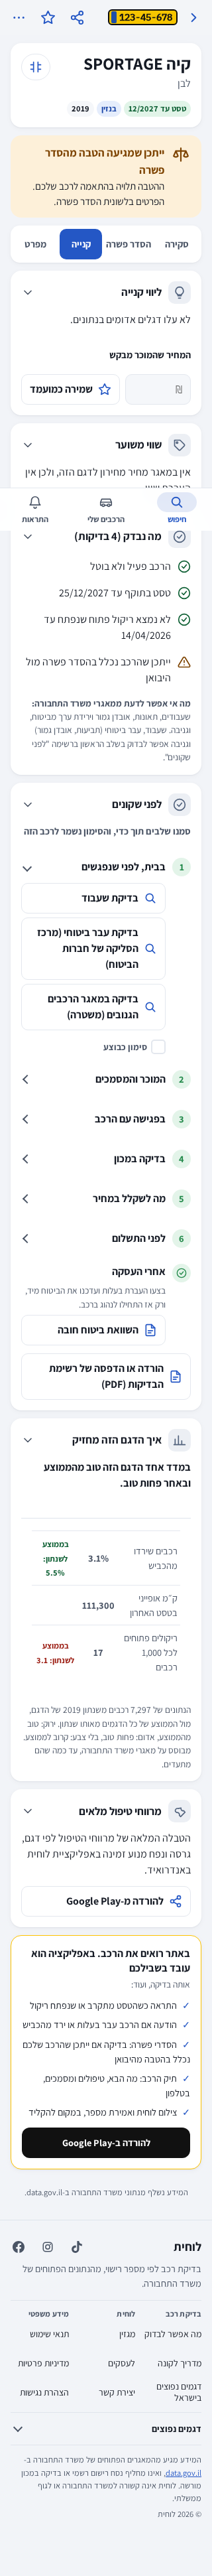 123-45-678
קיה SPORTAGE
לבן
טסט עד 12/2027
בנזין
2019
ייתכן שמגיעה הטבה מהסדר
פשרה
ההטבה תלויה בהתאמה לרכב שלכם.
הפרטים בלשונית הסדר פשרה.
סקירה
הסדר פשרה
קנייה
מפרט
ליווי קנייה
לא עלו דגלים אדומים בנתונים.
המחיר שהמוכר מבקש
₪
שמירה כמועמד
שווי משוער
אין במאגר מחיר מחירון לדגם הזה, ולכן אין
חיפוש
הרכבים שלי
התראות
מה נבדק (4 בדיקות)
הרכב פעיל ולא בוטל
טסט בתוקף עד 25/12/2027
לא נמצא ריקול פתוח שנפתח עד
14/04/2026
ייתכן שהרכב נכלל בהסדר פשרה מול
היבואן
מה אי אפשר לדעת ממאגרי משרד התחבורה:
שעבודים, תאונות, אובדן גמור וירידת ערך מביטוח,
וגניבה. שעבוד, עבר ביטוחי (תביעות, אובדן גמור)
וגניבה אפשר לבדוק בשלב הראשון ברשימה "לפני
שקונים".
לפני שקונים
סמנו שלבים תוך כדי, והסימון נשמר לרכב הזה
1
בבית, לפני שנפגשים
בדיקת שעבוד
בדיקת עבר ביטוחי (מרכז
הסליקה של חברות
הביטוח)
בדיקה במאגר הרכבים
הגנובים (משטרה)
סימון כבוצע
2
המוכר והמסמכים
3
בפגישה עם הרכב
4
בדיקה במכון
5
מה לשקלל במחיר
6
לפני התשלום
אחרי העסקה
בצעו העברת בעלות ועדכנו את הביטוח מיד,
ורק אז התחילו לנהוג ברכב.
השוואת ביטוח חובה
הורדה או הדפסה של רשימת
הבדיקות (PDF)
איך הדגם הזה מחזיק
במדד אחד הדגם הזה טוב מהממוצע
ובאחר פחות טוב.
רכבים שירדו
מהכביש
3.1%
בממוצע
לשנתון:
5.5%
ק״מ אופייני
בטסט האחרון
111,300
ריקולים פתוחים
לכל 1,000
רכבים
17
בממוצע
לשנתון: 3.1
הנתונים של 7,297 רכבים משנתון 2019 של הדגם,
מול הממוצע של כל הדגמים מאותו שנתון. ירוק: טוב
מהממוצע, אדום: פחות טוב, בלי צבע: קרוב לממוצע.
מבוסס על מאגרי משרד התחבורה, עד כמה שהם
מתעדים.
מרווחי טיפול מלאים
הטבלה המלאה של מרווחי הטיפול לפי דגם,
גרסה ונפח מנוע זמינה באפליקציית לוחית
באנדרואיד.
להורדה מ-Google Play
באתר רואים את הרכב. באפליקציה הוא
עובד בשבילכם
אותה בדיקה, ועוד:
✓ התראה כשהטסט מתקרב או שנפתח ריקול
✓ הודעה אם הרכב עבר בעלות או ירד מהכביש
✓ הסדרי פשרה: בדיקה אם ייתכן שהרכב שלכם
נכלל בהטבה מהיבואן
✓ תיק הרכב: מה הבא, טיפולים ומסמכים,
בטלפון
✓ צילום לוחית ואמירת מספר, במקום להקליד
להורדה ב-Google Play
המידע נשלף מנתוני משרד התחבורה ב-data.gov.il.
לוחית
בדיקת רכב לפי מספר רישוי, מהנתונים הפתוחים של
משרד התחבורה.
בדיקת רכב
לוחית
מידע משפטי
מה אפשר לבדוק
מגזין
תנאי שימוש
מדריך לקונה
לעסקים
מדיניות פרטיות
דגמים נפוצים
בישראל
יצירת קשר
הצהרת נגישות
דגמים נפוצים
המידע מגיע מהמאגרים הפתוחים של משרד התחבורה ב-
data.gov.il, ואינו מחליף נסח רישום רשמי או בדיקה במכון
מורשה. לוחית אינה קשורה למשרד התחבורה או לגוף
ממשלתי.
© 2026 לוחית